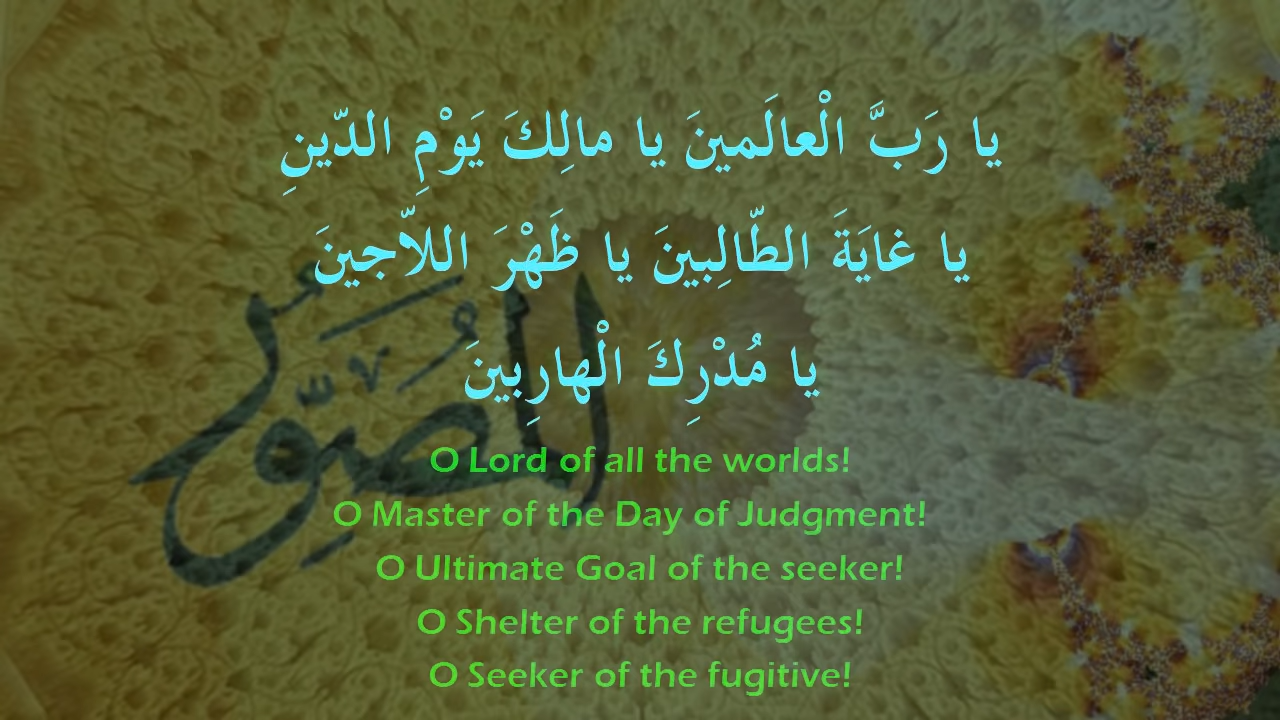 يا رَبَّ الْعالَمينَ يا مالِكَ يَوْمِ الدّينِ
يا غايَةَ الطّالِبينَ يا ظَهْرَ اللاّجينَ
يا مُدْرِكَ الْهارِبينَ
المُصَوِّرُ
O Lord of all the worlds!
O Master of the Day of Judgment!
O Ultimate Goal of the seeker!
O Shelter of the refugees!
O Seeker of the fugitive!